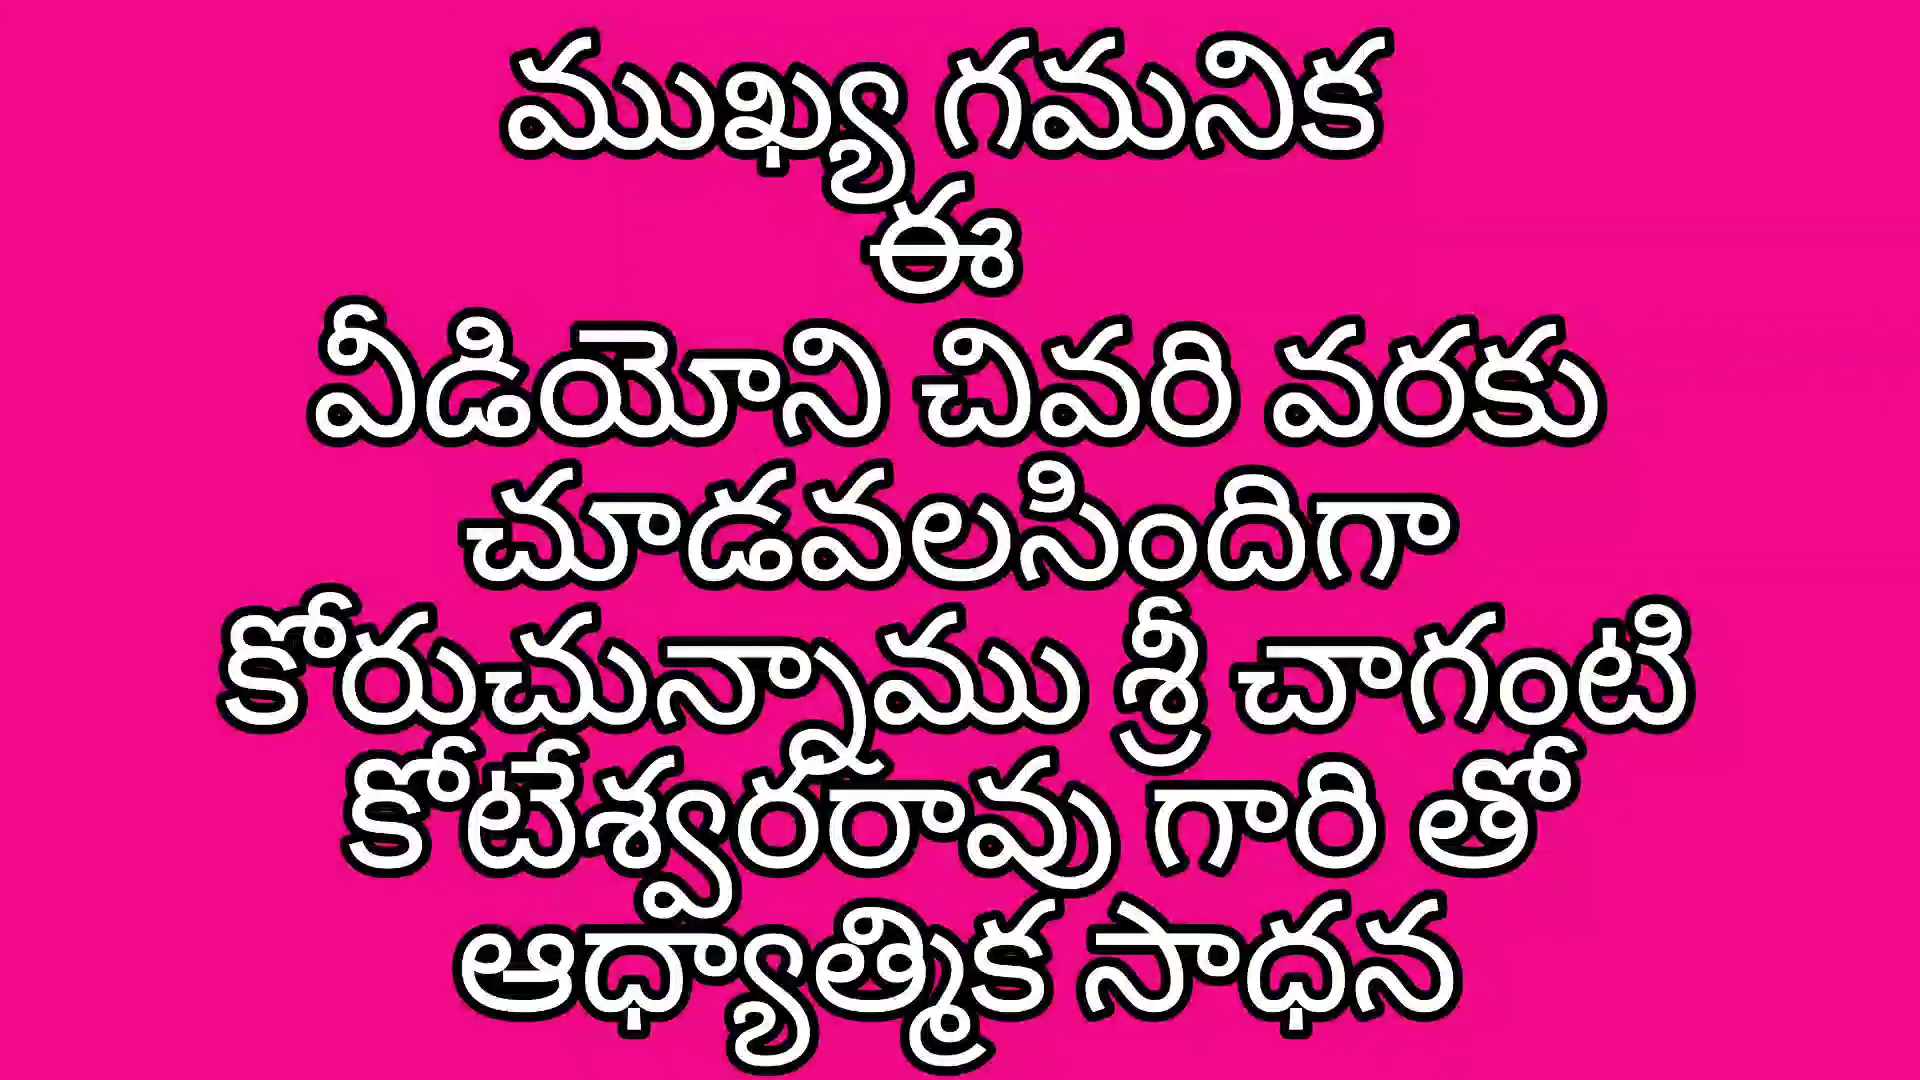 ముఖ్య గమనిక
ఈ
వీడియోని చివరి వరకు
చూడవలసిందిగా
కోరుచున్నాము శ్రీ చాగంటి
కోటేశ్వరరావు గారి తో
ఆధ్యాత్మిక సాధన